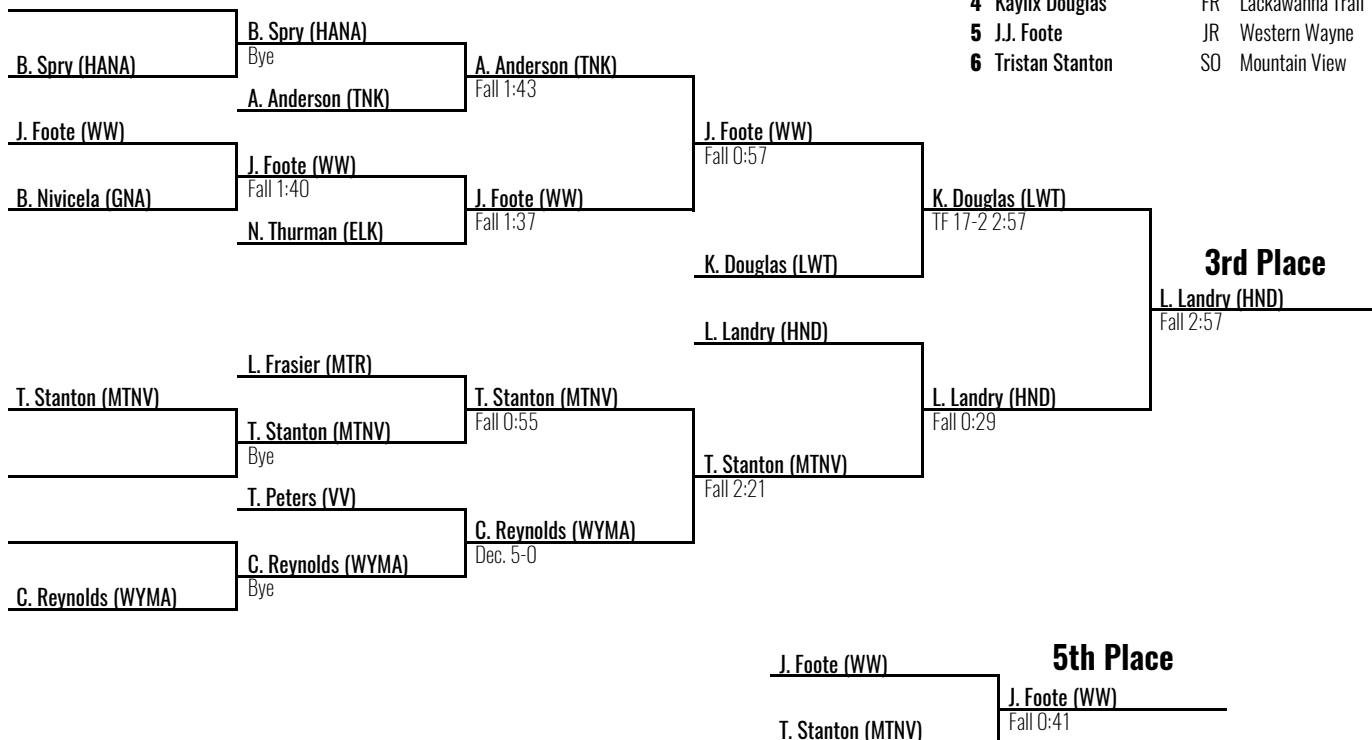 4 Kaylix Douglas FR Lackawanna Trail
5 J.J. Foote JR Western Wayne
6 Tristan Stanton SO Mountain View
B. Spry (HANA)
B. Spry (HANA)
Bye
A. Anderson (TNK)
A. Anderson (TNK)
Fall 1:43
J. Foote (WW)
B. Nivicela (GNA)
J. Foote (WW)
Fall 1:40
N. Thurman (ELK)
J. Foote (WW)
Fall 1:37
J. Foote (WW)
Fall 0:57
K. Douglas (LWT)
K. Douglas (LWT)
TF 17-2 2:57
3rd Place
L. Landry (HND)
Fall 2:57
L. Landry (HND)
L. Landry (HND)
Fall 0:29
L. Frasier (MTR)
T. Stanton (MTNV)
T. Stanton (MTNV)
Bye
T. Stanton (MTNV)
Fall 0:55
T. Stanton (MTNV)
Fall 2:21
T. Peters (VV)
C. Reynolds (WYMA)
C. Reynolds (WYMA)
Bye
C. Reynolds (WYMA)
Dec. 5-0
5th Place
J. Foote (WW)
T. Stanton (MTNV)
J. Foote (WW)
Fall 0:41